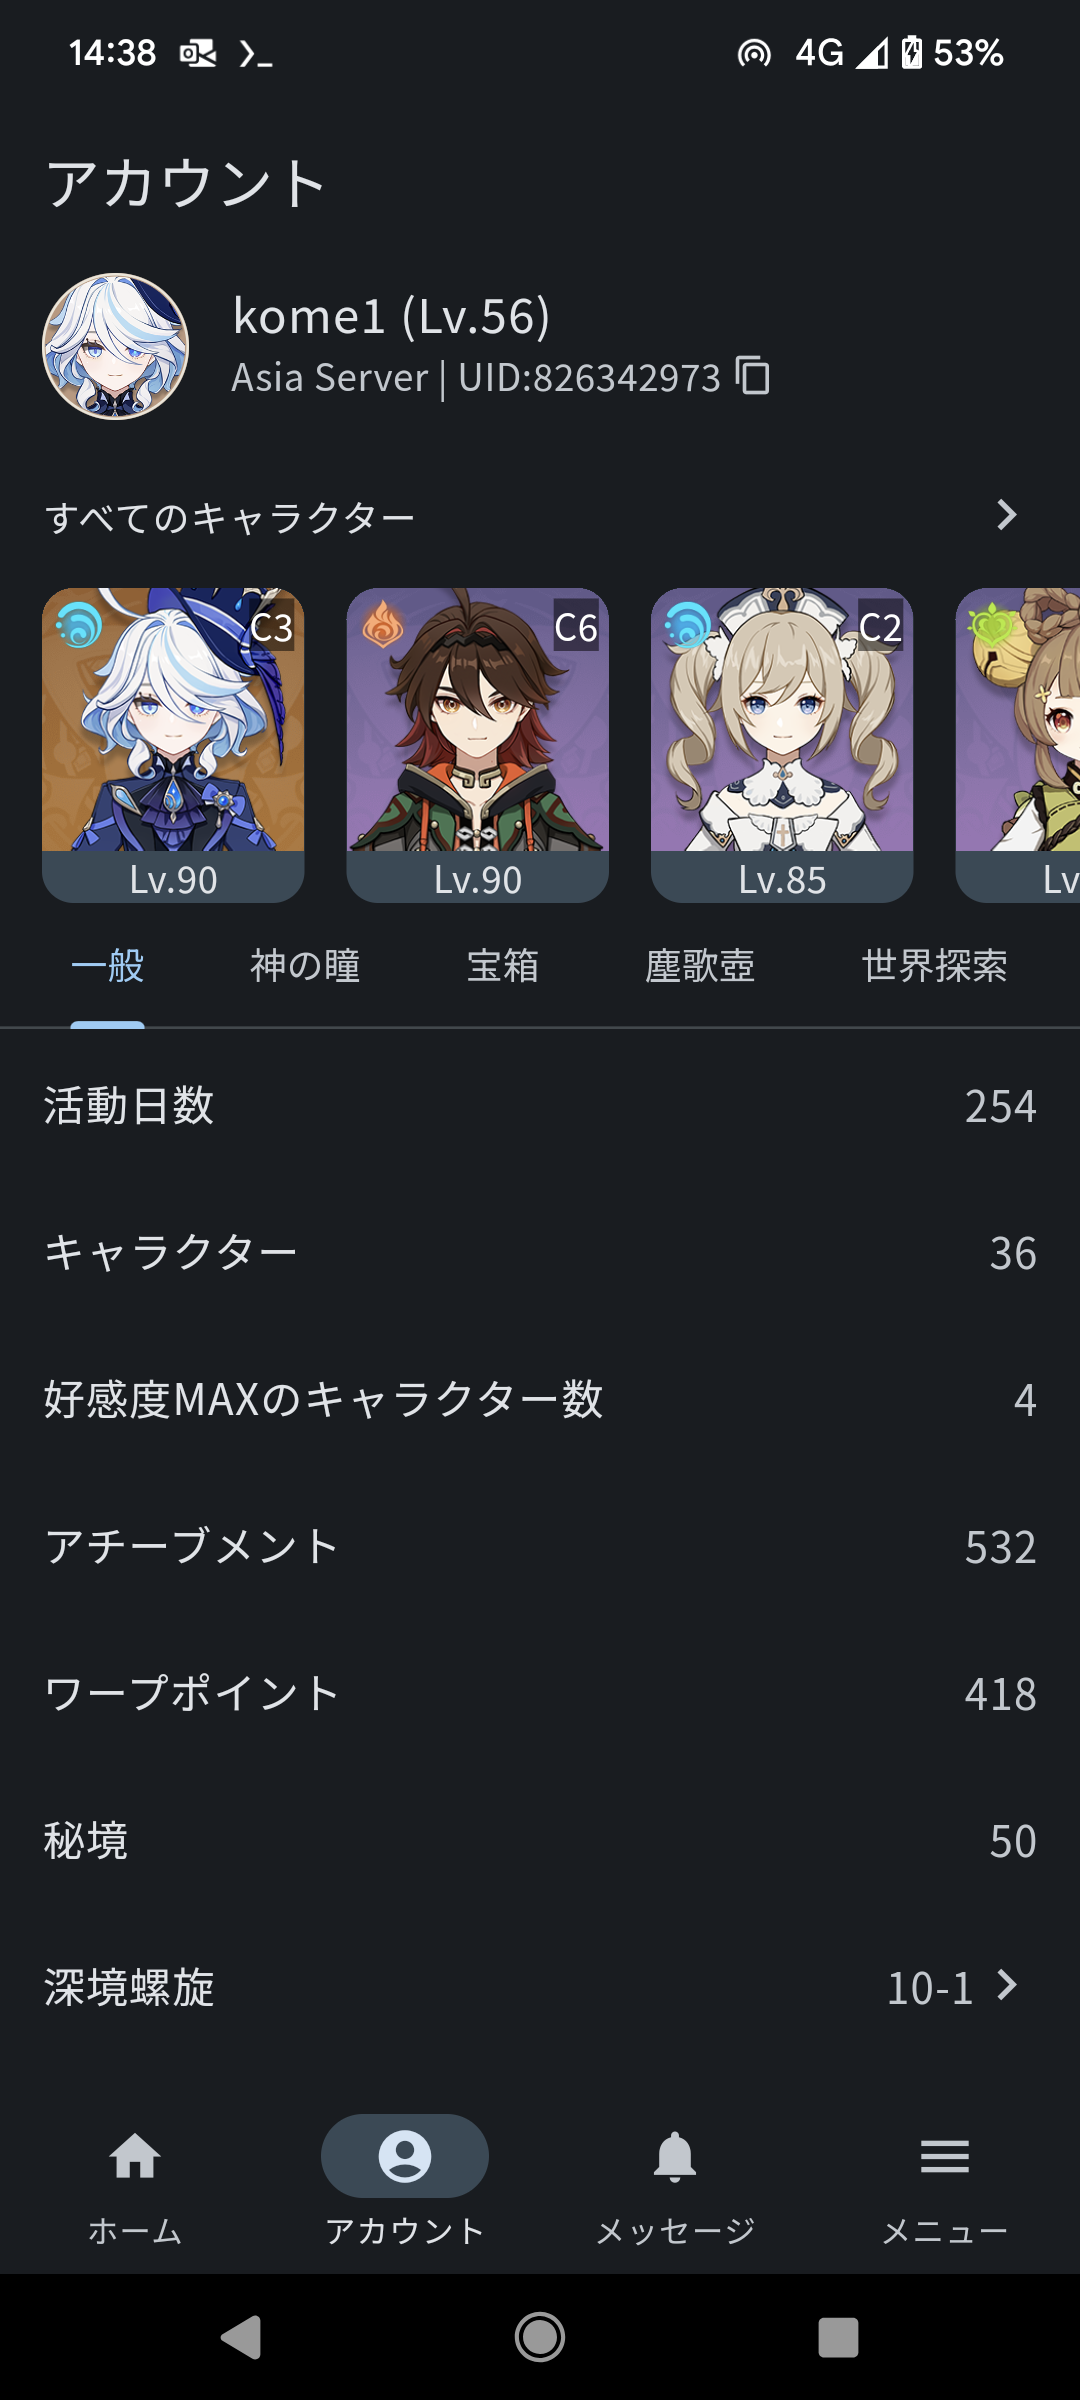 14:38
4G 53%
アカウント
kome1 (Lv.56)
Asia Server | UID:826342973
すべてのキャラクター
C3 C6 C2
Lv.90 Lv.90 Lv.85 Lv
一般 神の瞳 宝箱 塵歌壺 世界探索
活動日数 254
キャラクター 36
好感度MAXのキャラクター数 4
アチーブメント 532
ワープポイント 418
秘境 50
深境螺旋 10-1
ホーム アカウント メッセージ メニュー